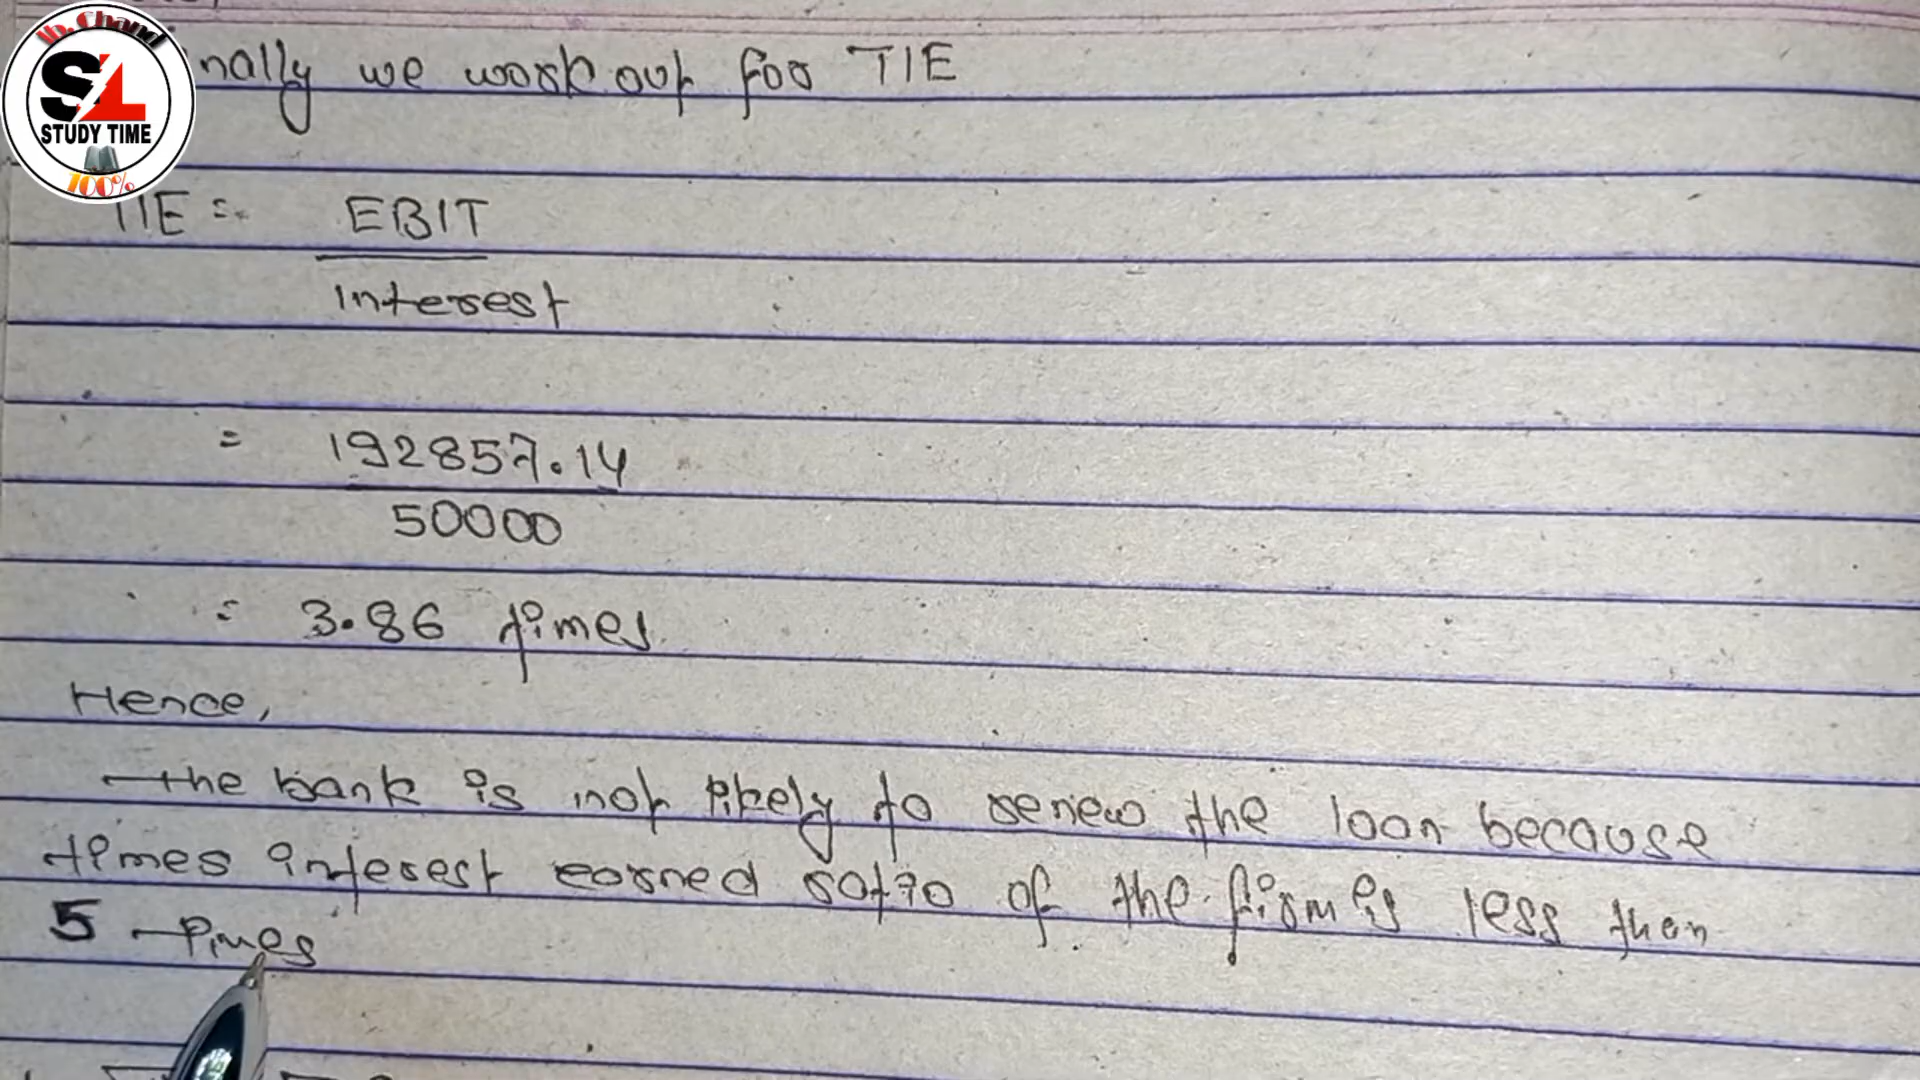 Mr. Chand
SL
STUDY TIME
100%
nally we work out for TIE
TIE = EBIT
Interest
= 192857.14
50000
= 3.86 times
Hence,
the bank is not likely to renew the loan because
times interest earned ratio of the firm is less than
5 times